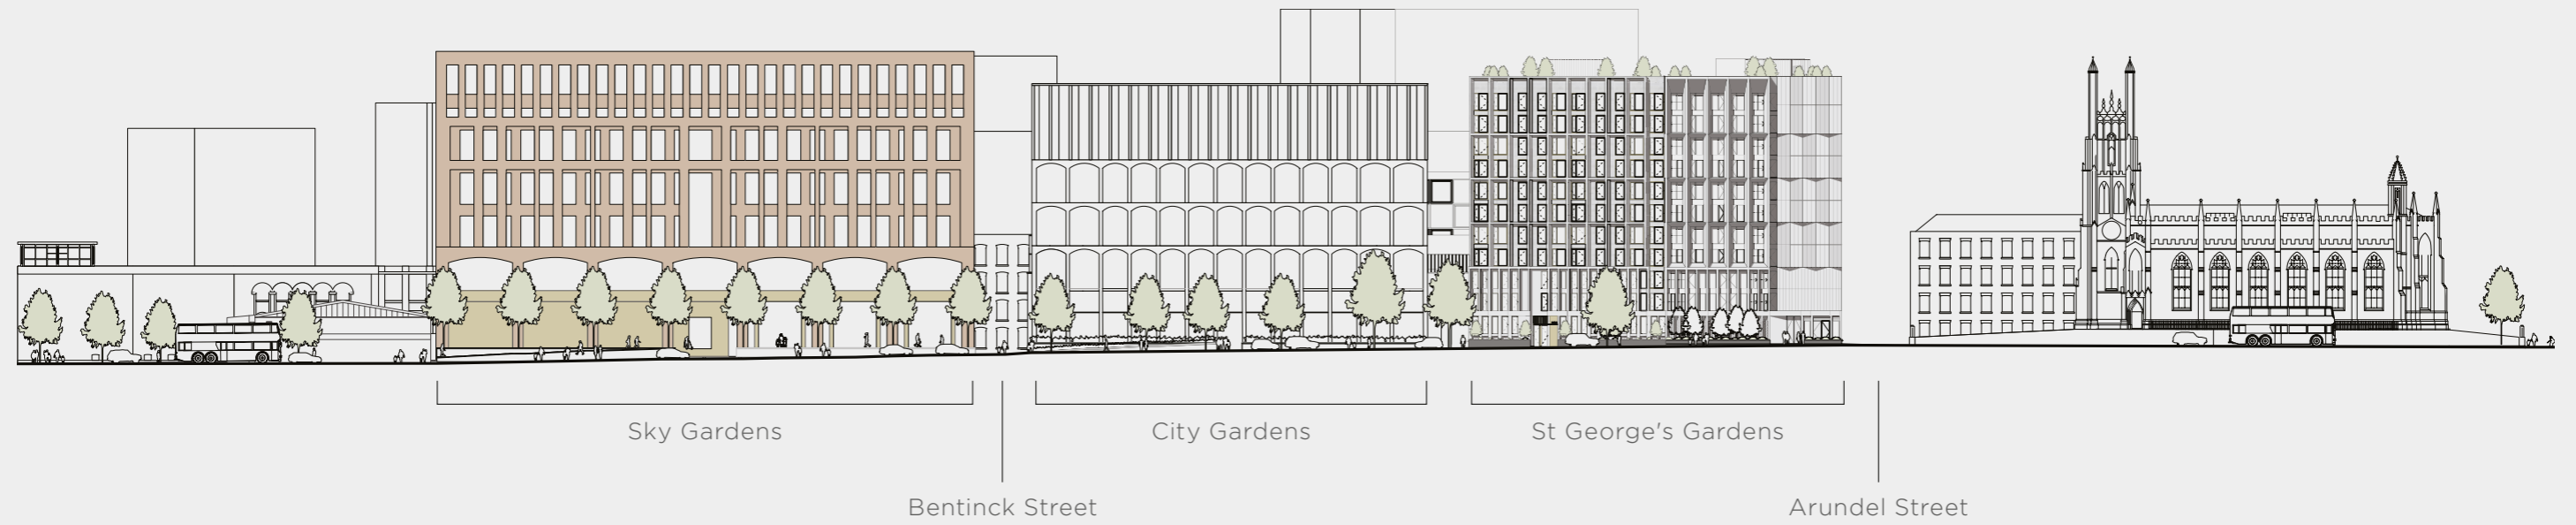 Sky Gardens
City Gardens
St George's Gardens
Bentinck Street
Arundel Street